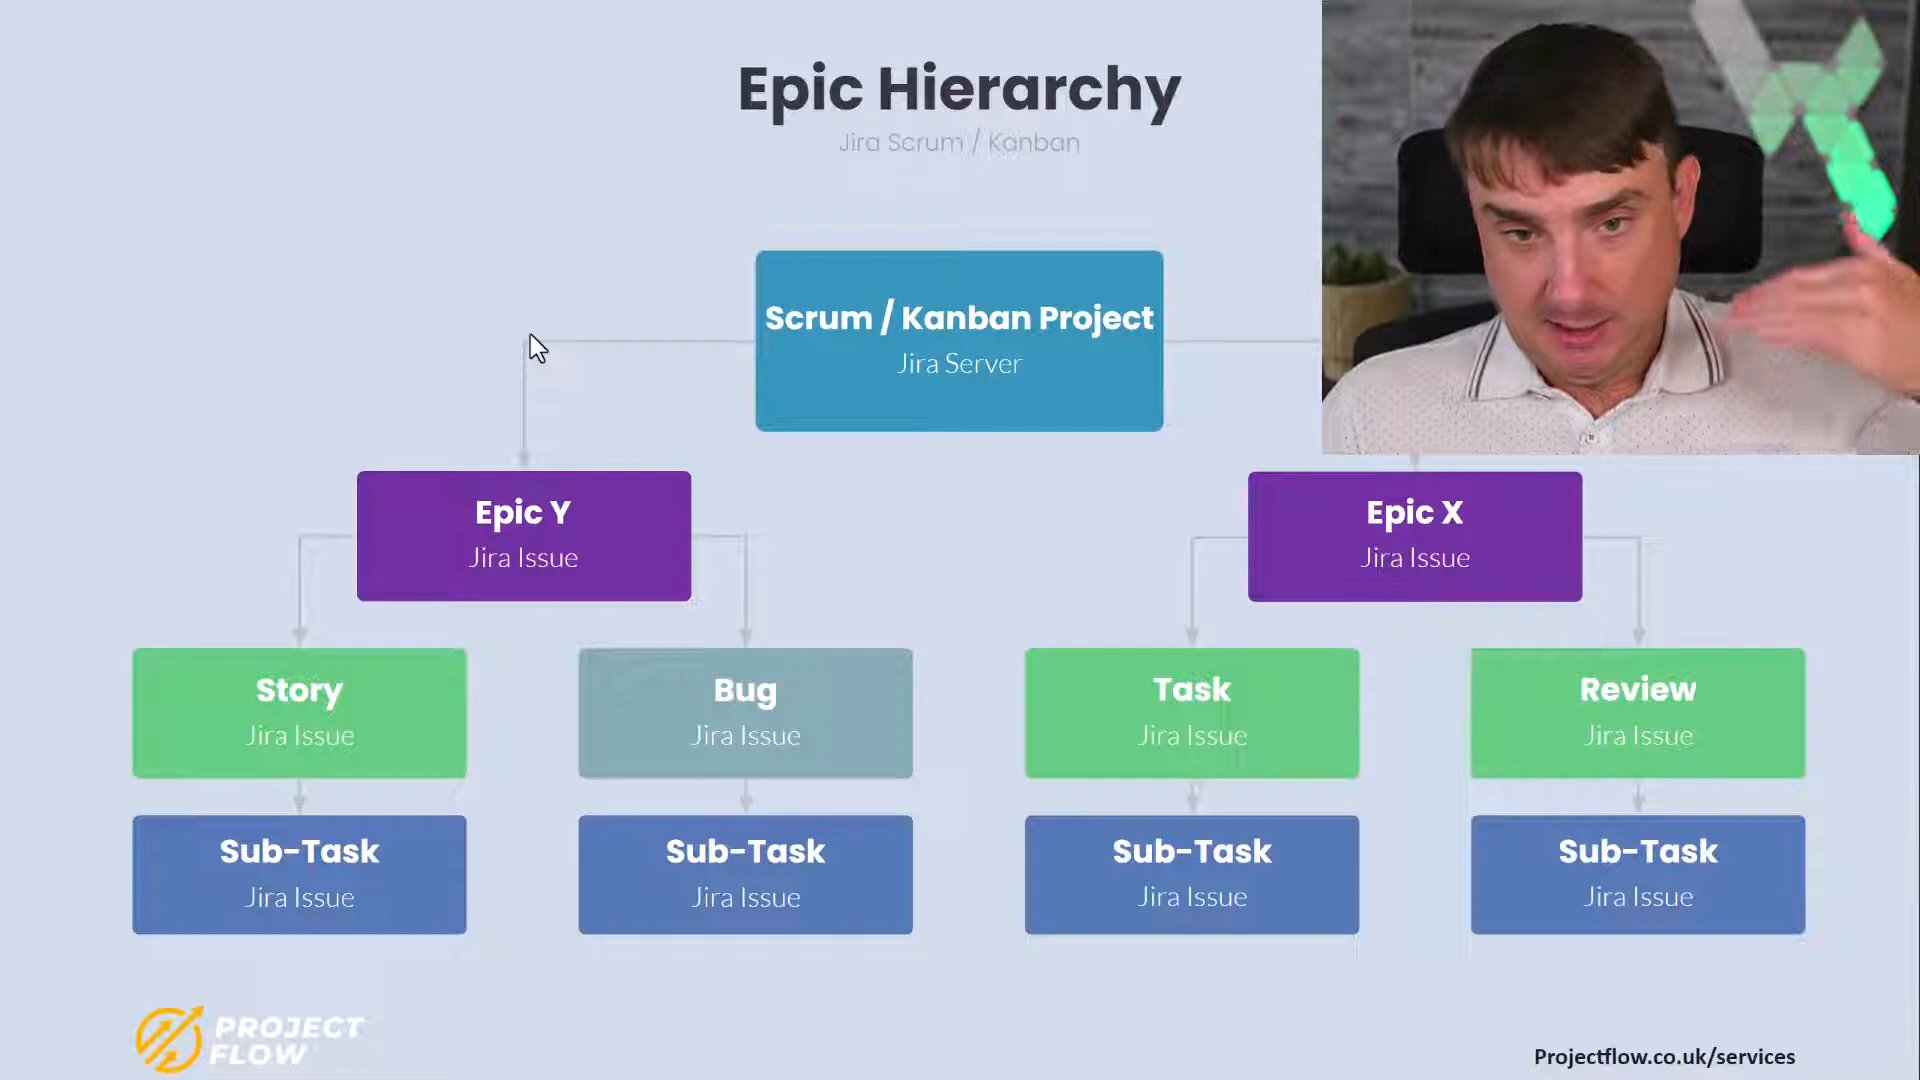 Epic Hierarchy
Jira Scrum / Kanban
Scrum / Kanban Project
Jira Server
Epic Y
Jira Issue
Epic X
Jira Issue
Story
Jira Issue
Bug
Jira Issue
Task
Jira Issue
Review
Jira Issue
Sub-Task
Jira Issue
Sub-Task
Jira Issue
Sub-Task
Jira Issue
Sub-Task
Jira Issue
PROJECT
FLOW
Projectflow.co.uk/services